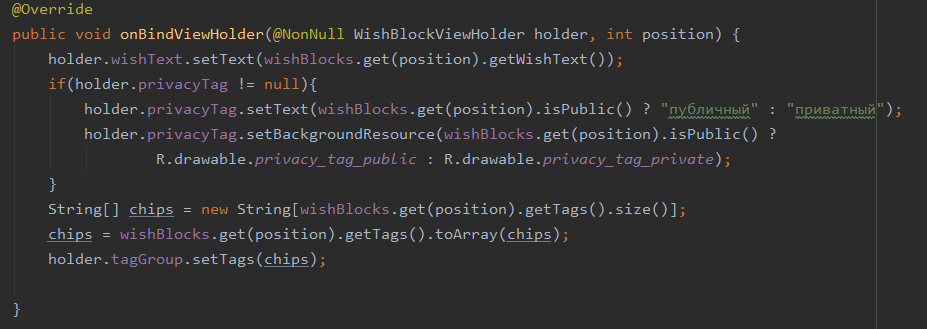 @Override
public void onBindViewHolder(@NonNull WishBlockViewHolder holder, int position) {
holder.wishText.setText(wishBlocks.get(position).getWishText());
if(holder.privacyTag != null){
holder.privacyTag.setText(wishBlocks.get(position).isPublic() ? "публичный" : "приватный");
holder.privacyTag.setBackgroundResource(wishBlocks.get(position).isPublic() ?
R.drawable.privacy_tag_public : R.drawable.privacy_tag_private);
}
String[] chips = new String[wishBlocks.get(position).getTags().size()];
chips = wishBlocks.get(position).getTags().toArray(chips);
holder.tagGroup.setTags(chips);
}